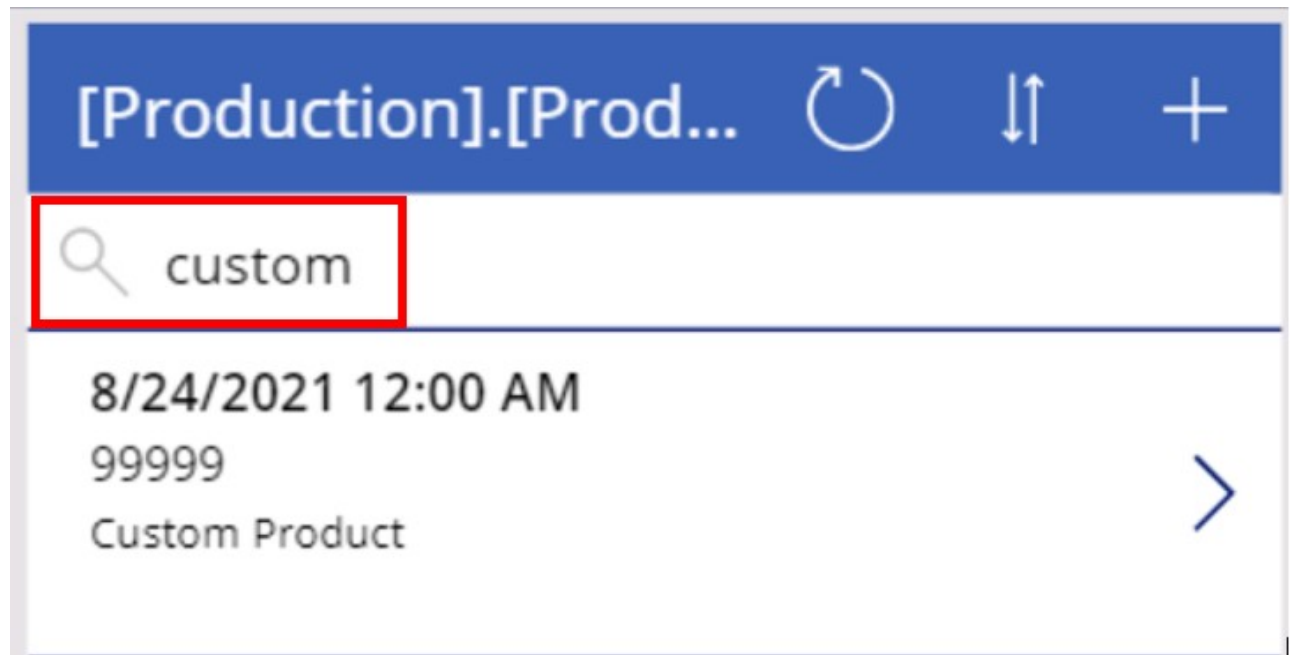 [Production].[Prod...
custom
8/24/2021 12:00 AM
99999
Custom Product